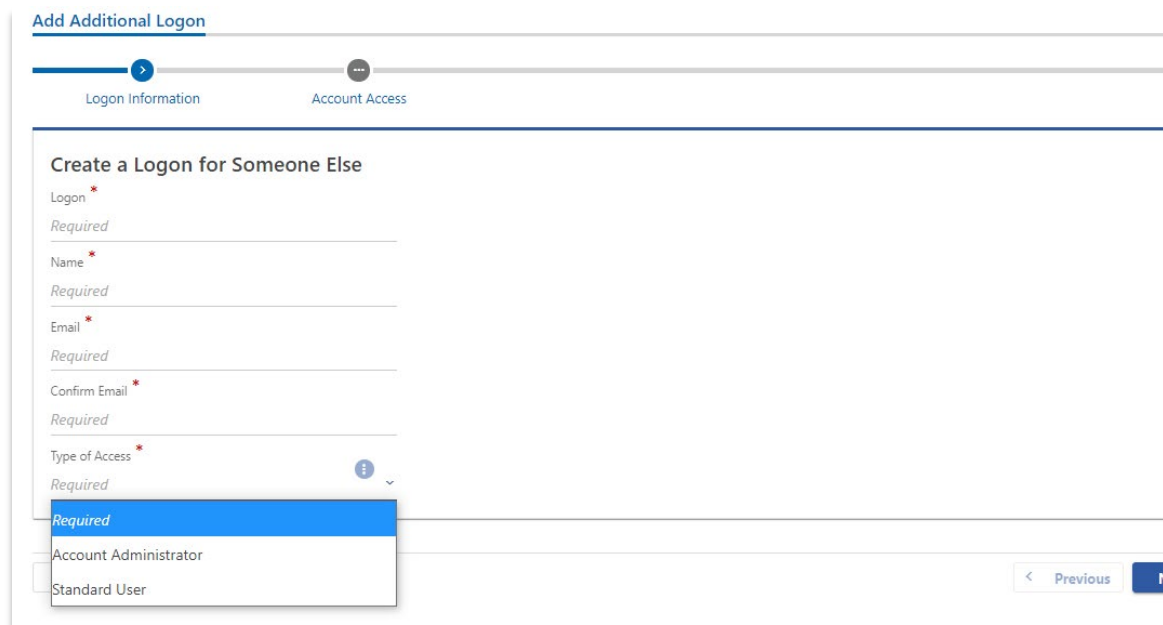 Add Additional Logon
Logon Information Account Access
Create a Logon for Someone Else
Logon *
Required
Name *
Required
Email *
Required
Confirm Email *
Required
Type of Access *
Required
Required
Account Administrator
Standard User
Previous